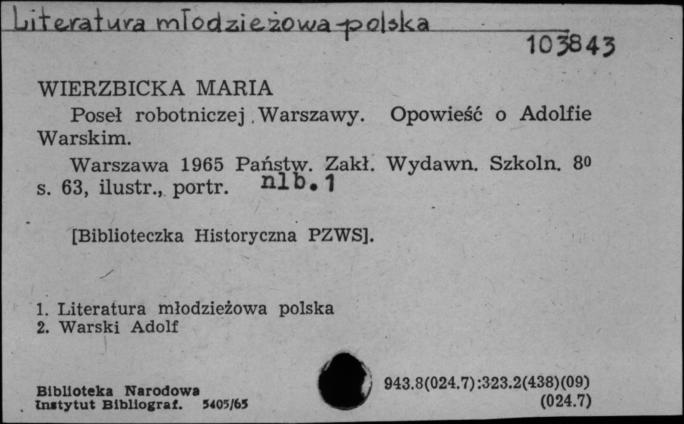 Literatura młodzieżowa-polska
103843
WIERZBICKA MARIA
Poseł robotniczej Warszawy. Opowieść o Adolfie
Warskim.
Warszawa 1965 Państw. Zakł. Wydawn. Szkoln. 8⁰
s. 63, ilustr., portr. nlb. 1
[Biblioteczka Historyczna PZWS].
1. Literatura młodzieżowa polska
2. Warski Adolf
943.8(024.7):323.2(438)(09)
(024.7)
Biblioteka Narodowa
Instytut Bibliograf. 5405/65